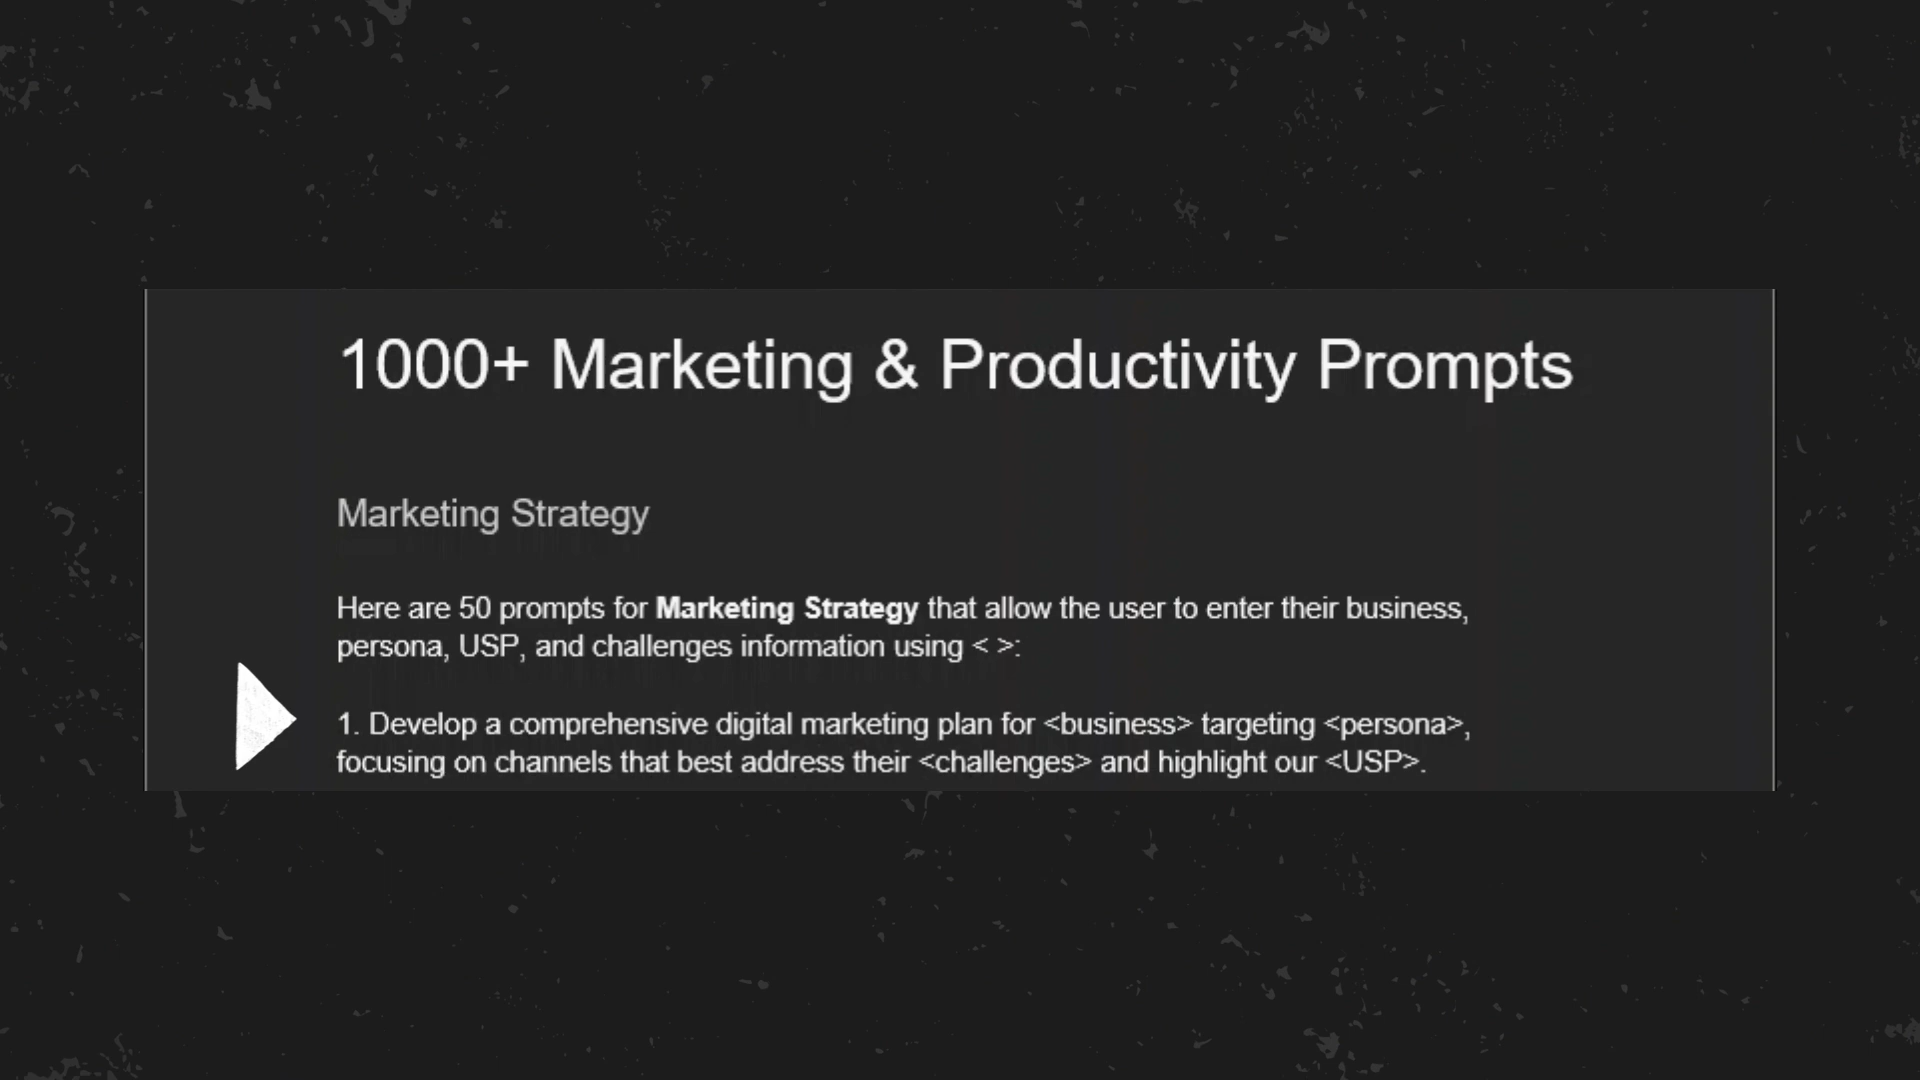 1000+ Marketing & Productivity Prompts
Marketing Strategy
Here are 50 prompts for Marketing Strategy that allow the user to enter their business,
persona, USP, and challenges information using < >:
1. Develop a comprehensive digital marketing plan for <business> targeting <persona>,
focusing on channels that best address their <challenges> and highlight our <USP>.